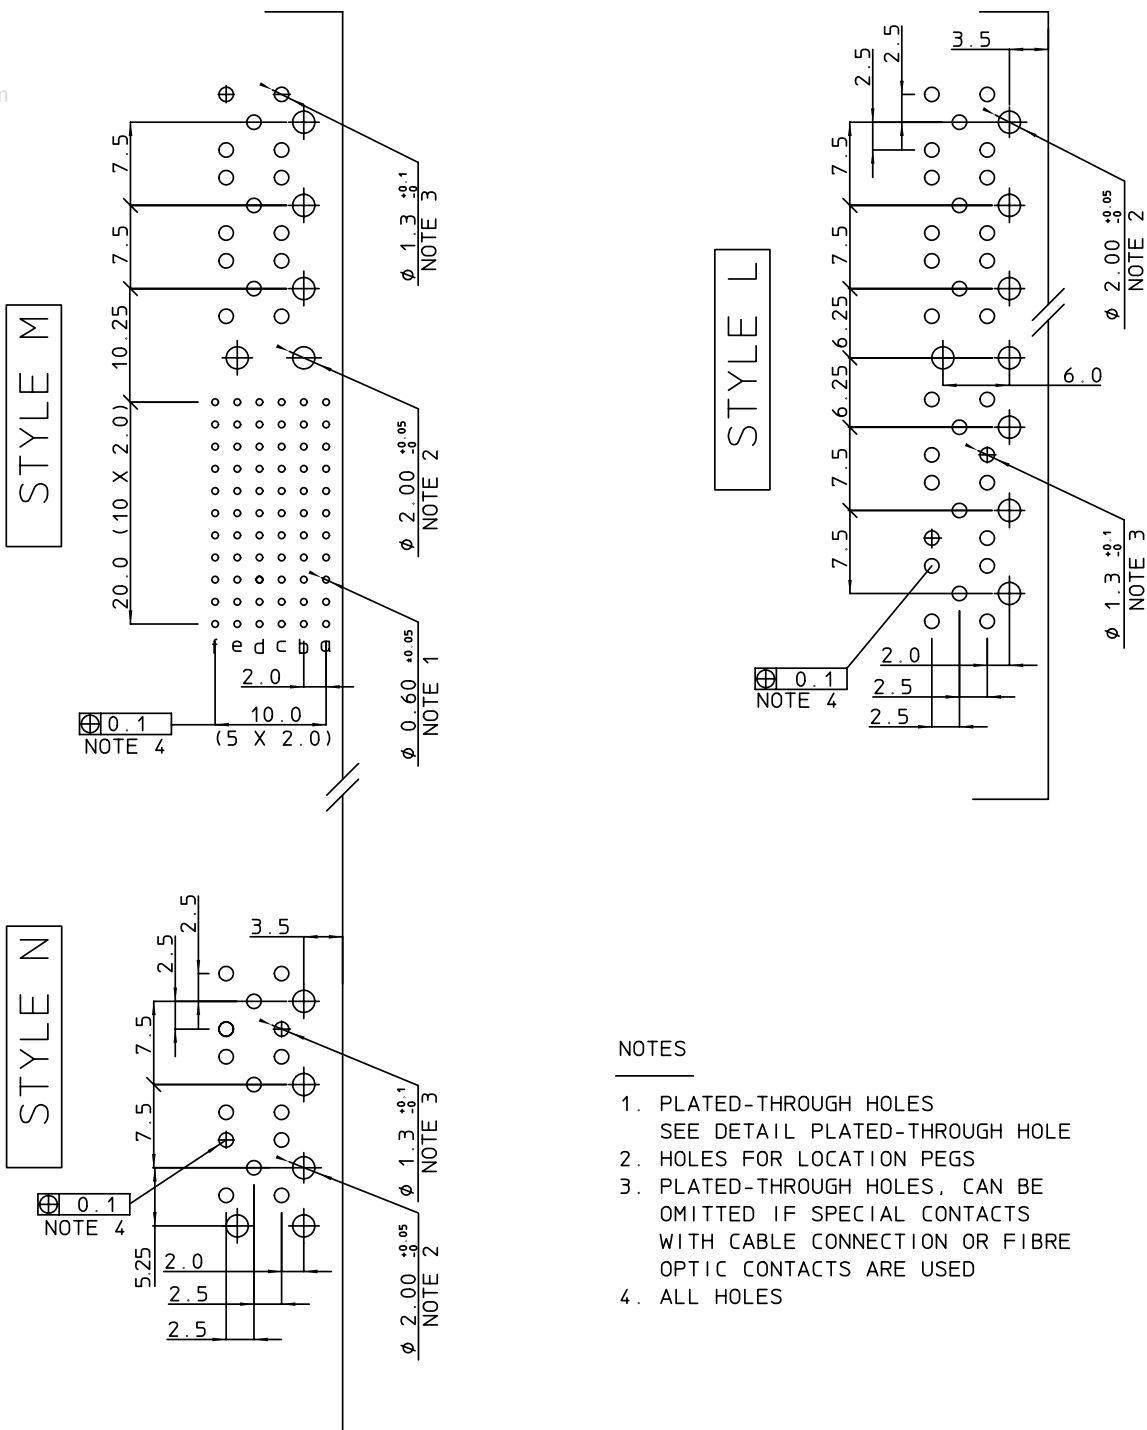 m
STYLE M
7.5
7.5
10.25
20.0 (10 X 2.0)
ø 1.3 +0.1 -0
NOTE 3
ø 2.00 +0.05 -0
NOTE 2
ø 0.60 ±0.05
NOTE 1
f e d c b a
2.0
10.0
(5 X 2.0)
⌖ 0.1
NOTE 4
STYLE L
2.5
2.5
3.5
7.5
7.5
6.25
6.25
7.5
7.5
6.0
ø 2.00 +0.05 -0
NOTE 2
ø 1.3 +0.1 -0
NOTE 3
⌖ 0.1
NOTE 4
2.0
2.5
2.5
STYLE N
2.5
2.5
3.5
7.5
7.5
5.25
⌖ 0.1
NOTE 4
ø 1.3 +0.1 -0
NOTE 3
ø 2.00 +0.05 -0
NOTE 2
2.0
2.5
2.5
NOTES
1. PLATED-THROUGH HOLES
SEE DETAIL PLATED-THROUGH HOLE
2. HOLES FOR LOCATION PEGS
3. PLATED-THROUGH HOLES, CAN BE
OMITTED IF SPECIAL CONTACTS
WITH CABLE CONNECTION OR FIBRE
OPTIC CONTACTS ARE USED
4. ALL HOLES